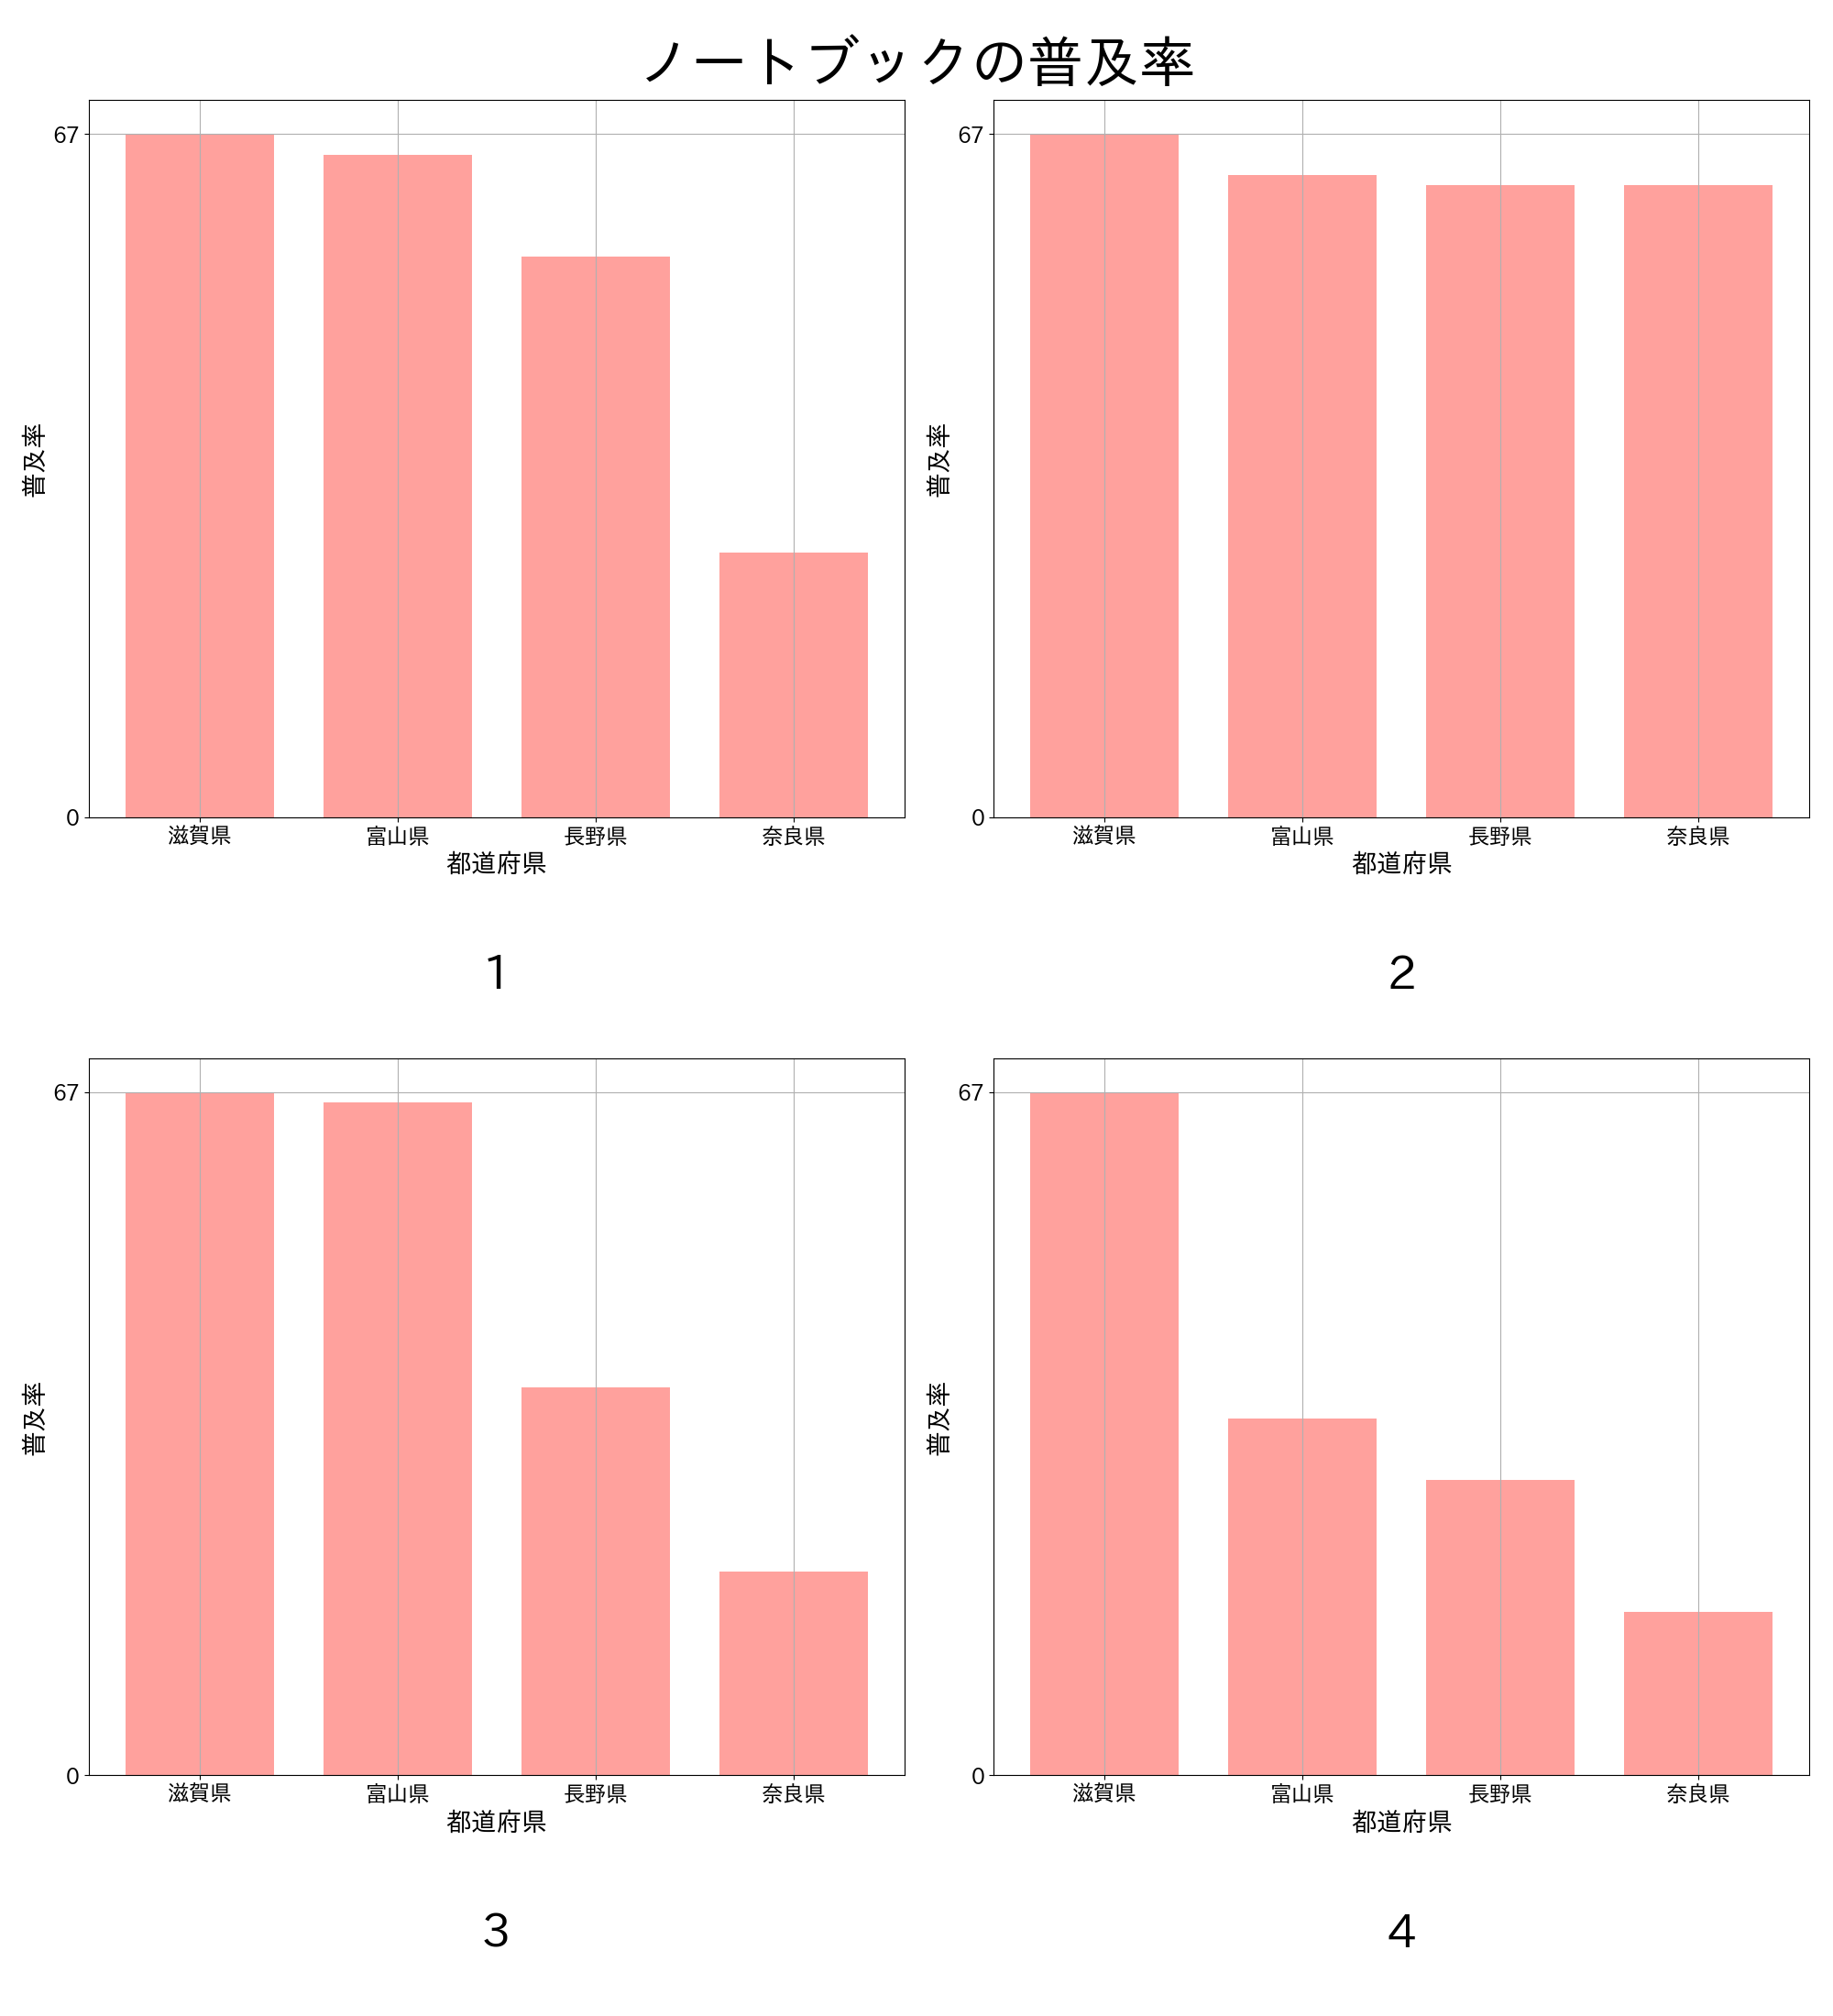 ノートブックの普及率
67
0
普及率
滋賀県 富山県 長野県 奈良県
都道府県
1
67
0
普及率
滋賀県 富山県 長野県 奈良県
都道府県
2
67
0
普及率
滋賀県 富山県 長野県 奈良県
都道府県
3
67
0
普及率
滋賀県 富山県 長野県 奈良県
都道府県
4